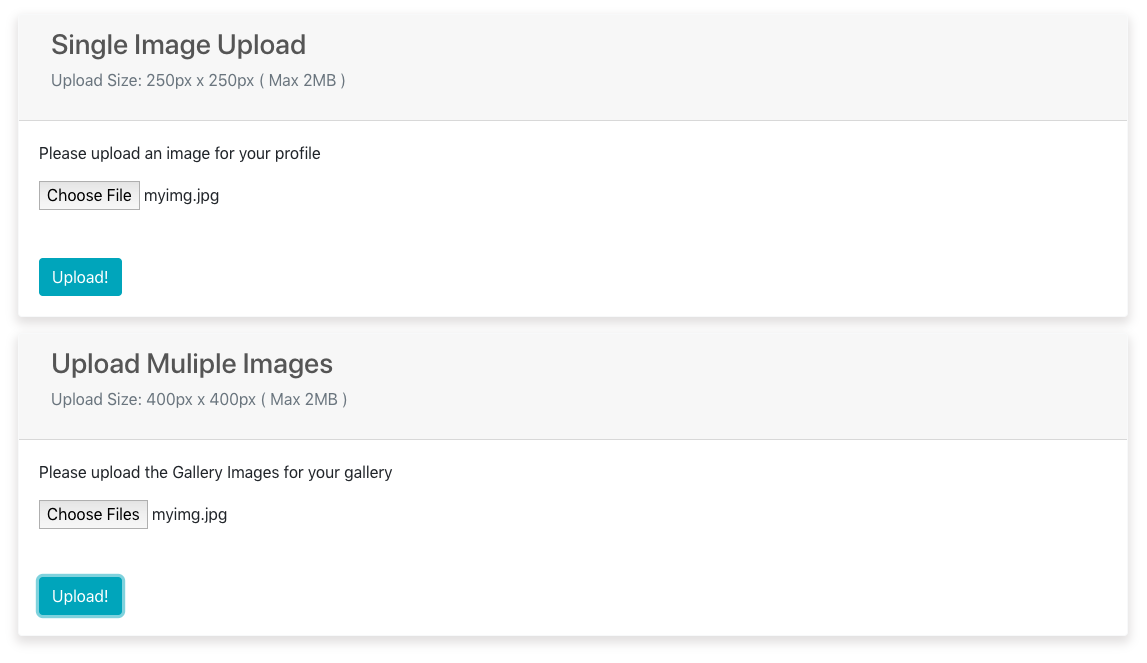 Single Image Upload
Upload Size: 250px x 250px ( Max 2MB )
Please upload an image for your profile
Choose File myimg.jpg
Upload!
Upload Muliple Images
Upload Size: 400px x 400px ( Max 2MB )
Please upload the Gallery Images for your gallery
Choose Files myimg.jpg
Upload!